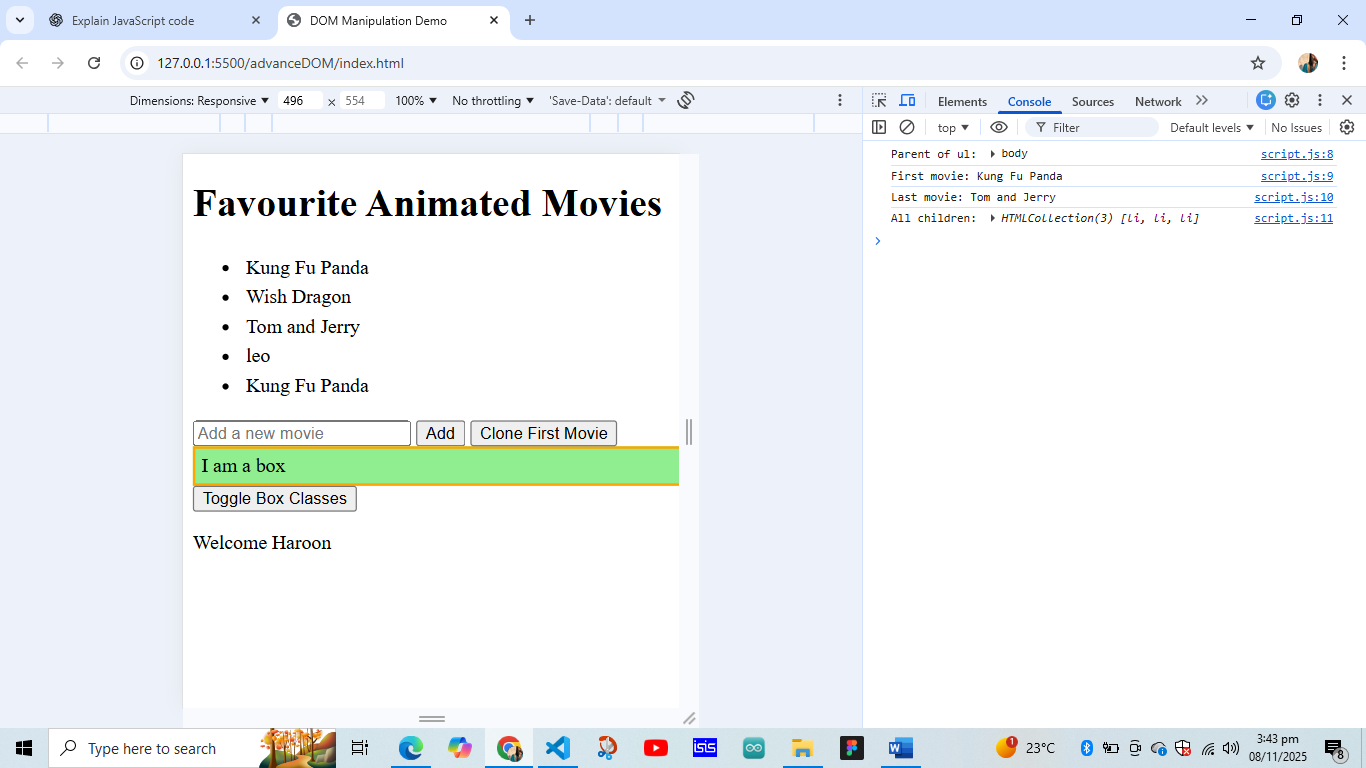 Explain JavaScript code
DOM Manipulation Demo
127.0.0.1:5500/advanceDOM/index.html
Dimensions: Responsive 496 × 554 100% No throttling 'Save-Data': default
Elements Console Sources Network
top Filter Default levels No Issues
Favourite Animated Movies
Kung Fu Panda
Wish Dragon
Tom and Jerry
leo
Kung Fu Panda
Add a new movie Add Clone First Movie
I am a box
Toggle Box Classes
Welcome Haroon
Parent of ul: body script.js:8
First movie: Kung Fu Panda script.js:9
Last movie: Tom and Jerry script.js:10
All children: HTMLCollection(3) [li, li, li] script.js:11
Type here to search
ISIS
1
23°C
3:43 pm
08/11/2025
8